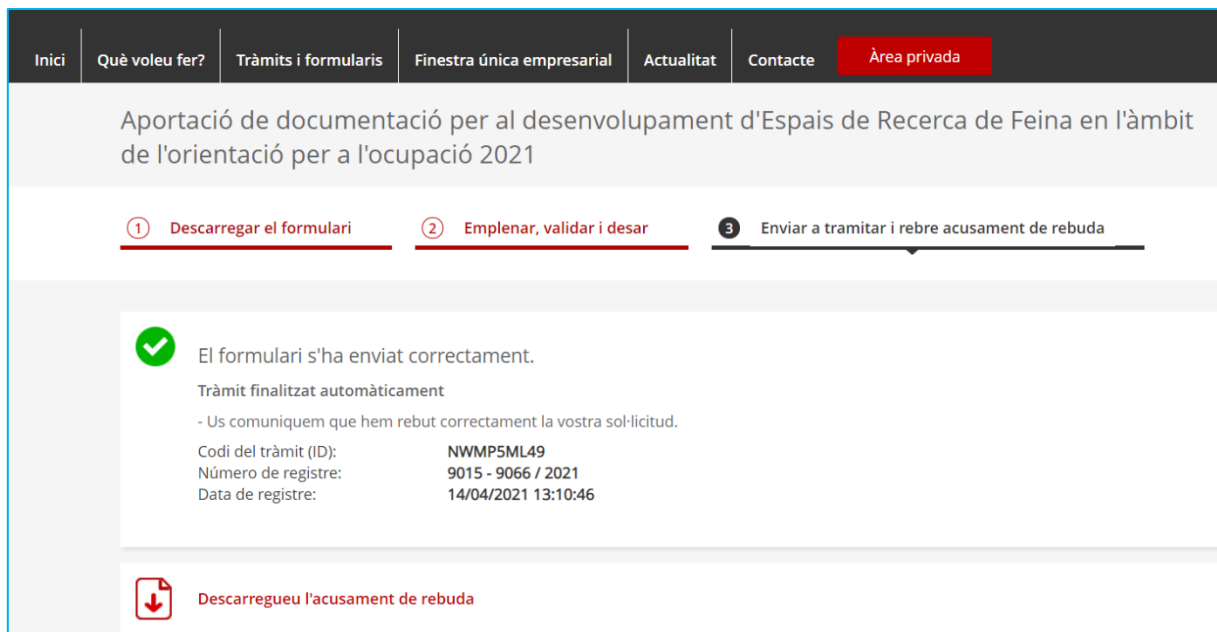 Inici
Què voleu fer?
Tràmits i formularis
Finestra única empresarial
Actualitat
Contacte
Àrea privada
Aportació de documentació per al desenvolupament d'Espais de Recerca de Feina en l'àmbit
de l'orientació per a l'ocupació 2021
1 Descarregar el formulari
2 Emplenar, validar i desar
3 Enviar a tramitar i rebre acusament de rebuda
El formulari s'ha enviat correctament.
Tràmit finalitzat automàticament
- Us comuniquem que hem rebut correctament la vostra sol·licitud.
Codi del tràmit (ID): NWMP5ML49
Número de registre: 9015 - 9066 / 2021
Data de registre: 14/04/2021 13:10:46
Descarregueu l'acusament de rebuda